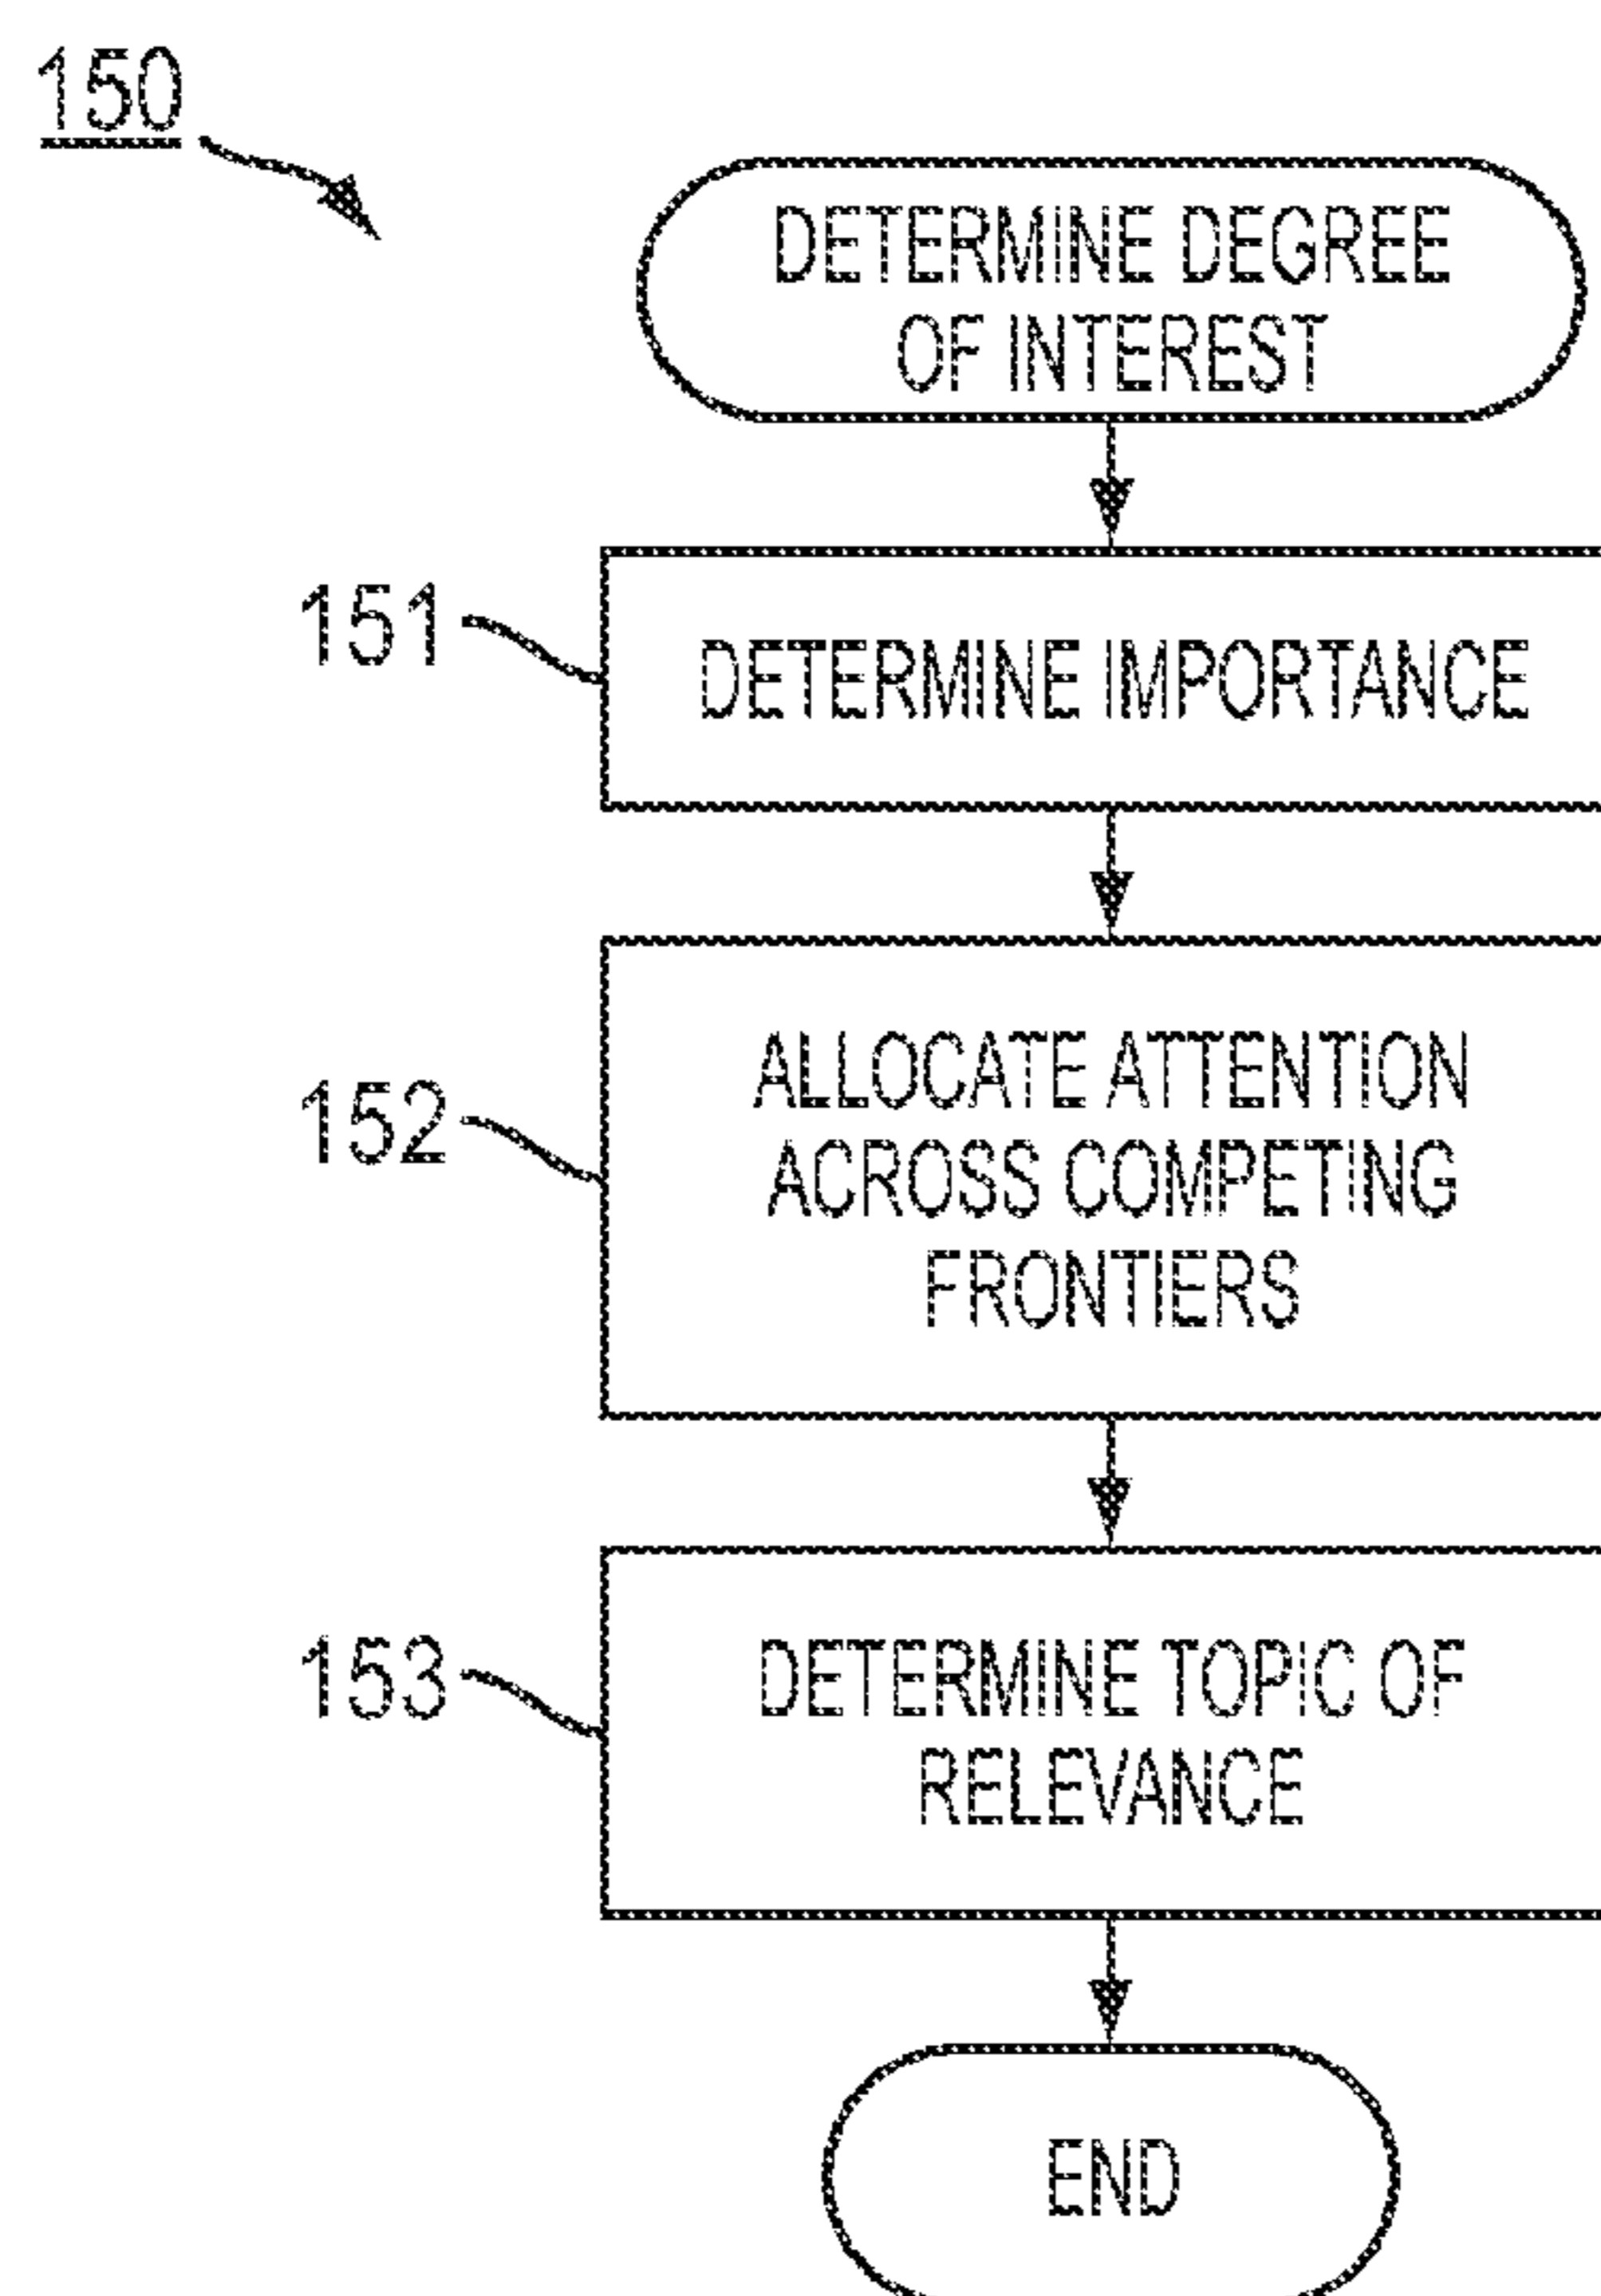 150
DETERMINE DEGREE
OF INTEREST
151
DETERMINE IMPORTANCE
152
ALLOCATE ATTENTION
ACROSS COMPETING
FRONTIERS
153
DETERMINE TOPIC OF
RELEVANCE
END